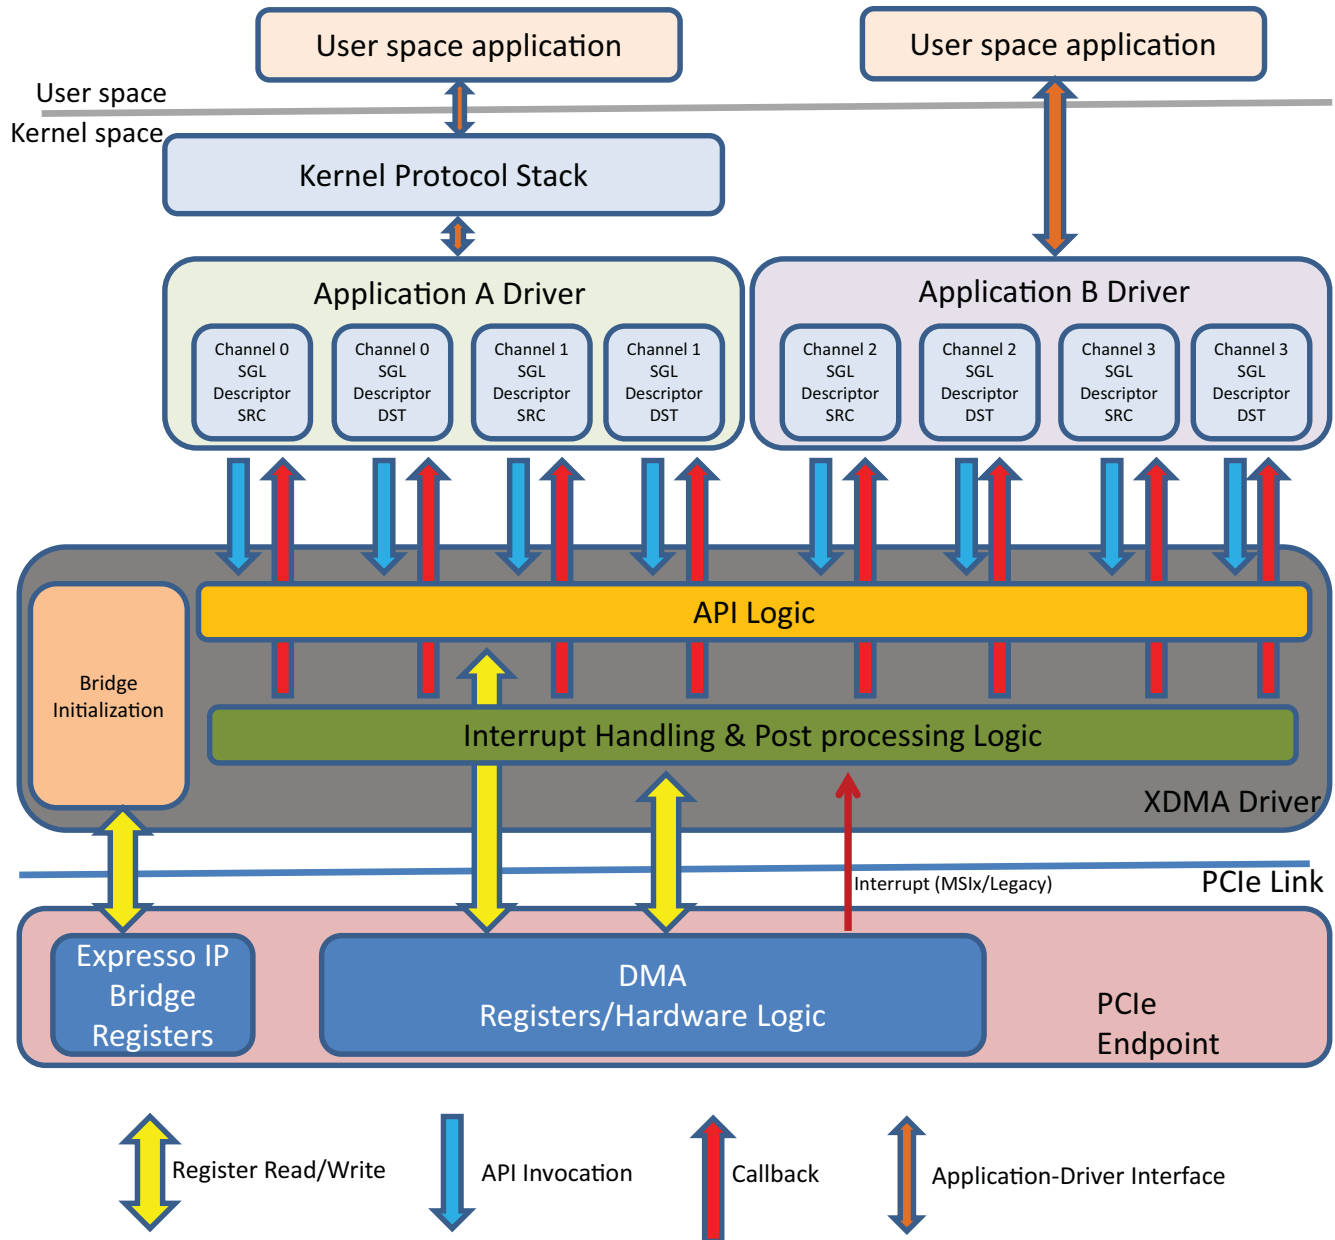 User space application
User space application
User space
Kernel space
Kernel Protocol Stack
Application A Driver
Application B Driver
Channel 0
SGL
Descriptor
SRC
Channel 0
SGL
Descriptor
DST
Channel 1
SGL
Descriptor
SRC
Channel 1
SGL
Descriptor
DST
Channel 2
SGL
Descriptor
SRC
Channel 2
SGL
Descriptor
DST
Channel 3
SGL
Descriptor
SRC
Channel 3
SGL
Descriptor
DST
API Logic
Bridge
Initialization
Interrupt Handling & Post processing Logic
XDMA Driver
Interrupt (MSIx/Legacy)
PCIe Link
Expresso IP
Bridge
Registers
DMA
Registers/Hardware Logic
PCIe
Endpoint
Register Read/Write
API Invocation
Callback
Application-Driver Interface